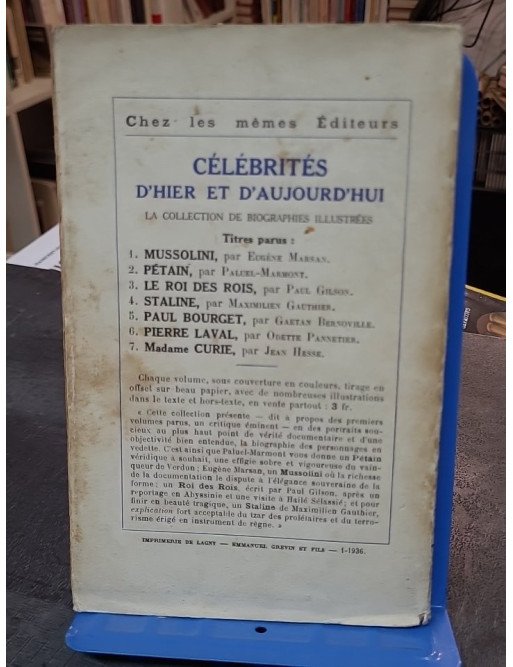 Chez les mêmes Éditeurs
CÉLÉBRITÉS
D'HIER ET D'AUJOURD'HUI
LA COLLECTION DE BIOGRAPHIES ILLUSTRÉES
Titres parus :
1. MUSSOLINI, par Eugène Marsan.
2. PÉTAIN, par Paluel-Marmont.
3. LE ROI DES ROIS, par Paul Gilson.
4. STALINE, par Maximilien Gauthier.
5. PAUL BOURGET, par Gaetan Bernoville.
6. PIERRE LAVAL, par Odette Pannetier.
7. Madame CURIE, par Jean Hesse.
Chaque volume, sous couverture en couleurs, tirage en
offset sur beau papier, avec de nombreuses illustrations
dans le texte et hors-texte, en vente partout : 3 fr.
« Cette collection présente — dit à propos des premiers
volumes parus, un critique éminent — en des portraits sou-
cieux au plus haut point de vérité documentaire et d'une
objectivité bien entendue, la biographie des personnages en
vedette. C'est ainsi que Paluel-Marmont vous donne un Pétain
véridique à souhait, une effigie sobre et vigoureuse du vain-
queur de Verdun ; Eugène Marsan, un Mussolini où la richesse
de la documentation le dispute à l'élégance souveraine de la
forme ; un Roi des Rois, écrit par Paul Gilson, après un
reportage en Abyssinie et une visite à Haïlé Sélassié ; et pour
finir en beauté tragique, un Staline de Maximilien Gauthier,
explication fort acceptable du tzar des prolétaires et du terro-
risme érigé en instrument de règne. »
IMPRIMERIE DE LAGNY — EMMANUEL GREVIN ET FILS — 1-1936.